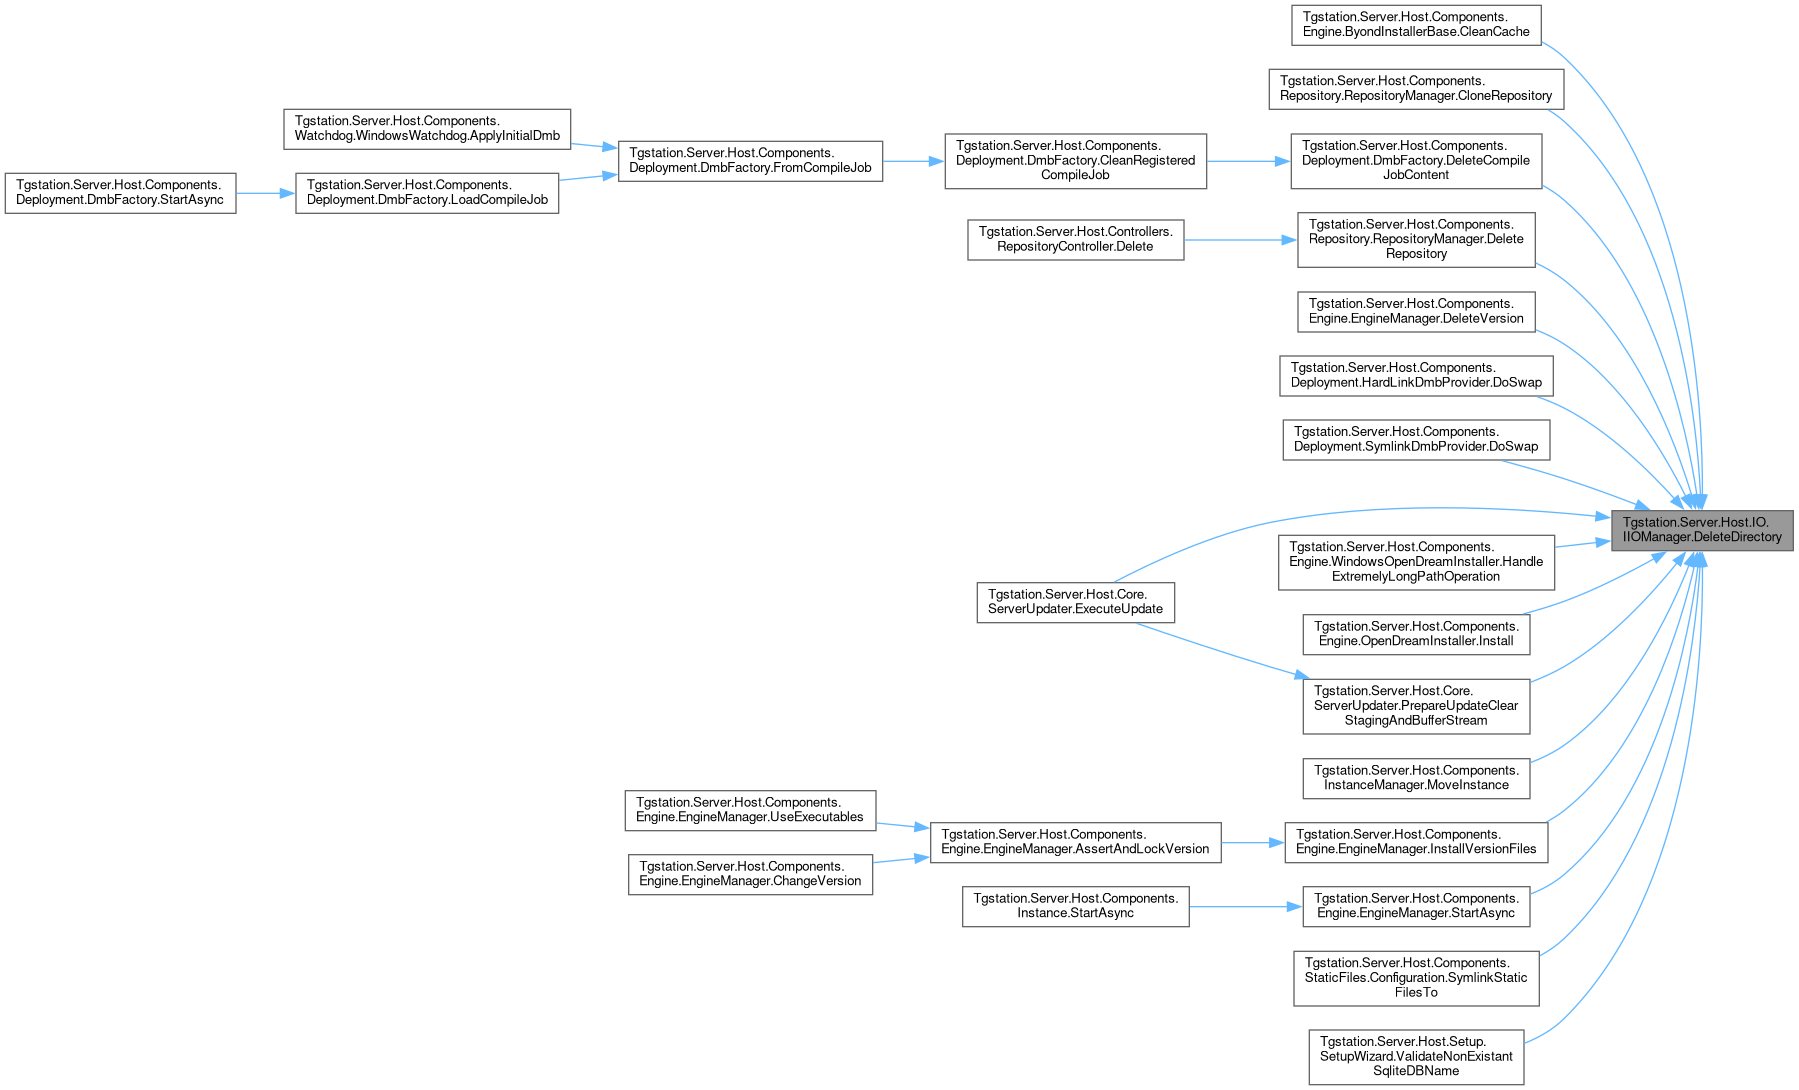 Tgstation.Server.Host.Components.
Engine.ByondInstallerBase.CleanCache
Tgstation.Server.Host.Components.
Repository.RepositoryManager.CloneRepository
Tgstation.Server.Host.Components.
Watchdog.WindowsWatchdog.ApplyInitialDmb
Tgstation.Server.Host.Components.
Deployment.DmbFactory.FromCompileJob
Tgstation.Server.Host.Components.
Deployment.DmbFactory.CleanRegistered
CompileJob
Tgstation.Server.Host.Components.
Deployment.DmbFactory.DeleteCompile
JobContent
Tgstation.Server.Host.Components.
Deployment.DmbFactory.StartAsync
Tgstation.Server.Host.Components.
Deployment.DmbFactory.LoadCompileJob
Tgstation.Server.Host.Controllers.
RepositoryController.Delete
Tgstation.Server.Host.Components.
Repository.RepositoryManager.Delete
Repository
Tgstation.Server.Host.Components.
Engine.EngineManager.DeleteVersion
Tgstation.Server.Host.Components.
Deployment.HardLinkDmbProvider.DoSwap
Tgstation.Server.Host.Components.
Deployment.SymlinkDmbProvider.DoSwap
Tgstation.Server.Host.IO.
IIOManager.DeleteDirectory
Tgstation.Server.Host.Components.
Engine.WindowsOpenDreamInstaller.Handle
ExtremelyLongPathOperation
Tgstation.Server.Host.Core.
ServerUpdater.ExecuteUpdate
Tgstation.Server.Host.Components.
Engine.OpenDreamInstaller.Install
Tgstation.Server.Host.Core.
ServerUpdater.PrepareUpdateClear
StagingAndBufferStream
Tgstation.Server.Host.Components.
InstanceManager.MoveInstance
Tgstation.Server.Host.Components.
Engine.EngineManager.UseExecutables
Tgstation.Server.Host.Components.
Engine.EngineManager.AssertAndLockVersion
Tgstation.Server.Host.Components.
Engine.EngineManager.InstallVersionFiles
Tgstation.Server.Host.Components.
Engine.EngineManager.ChangeVersion
Tgstation.Server.Host.Components.
Instance.StartAsync
Tgstation.Server.Host.Components.
Engine.EngineManager.StartAsync
Tgstation.Server.Host.Components.
StaticFiles.Configuration.SymlinkStatic
FilesTo
Tgstation.Server.Host.Setup.
SetupWizard.ValidateNonExistant
SqliteDBName